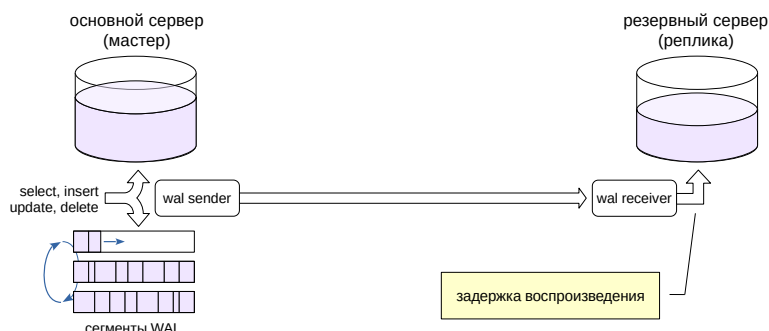 основной сервер
(мастер)
резервный сервер
(реплика)
select, insert
update, delete
wal sender
wal receiver
задержка воспроизведения
сегменты WAL